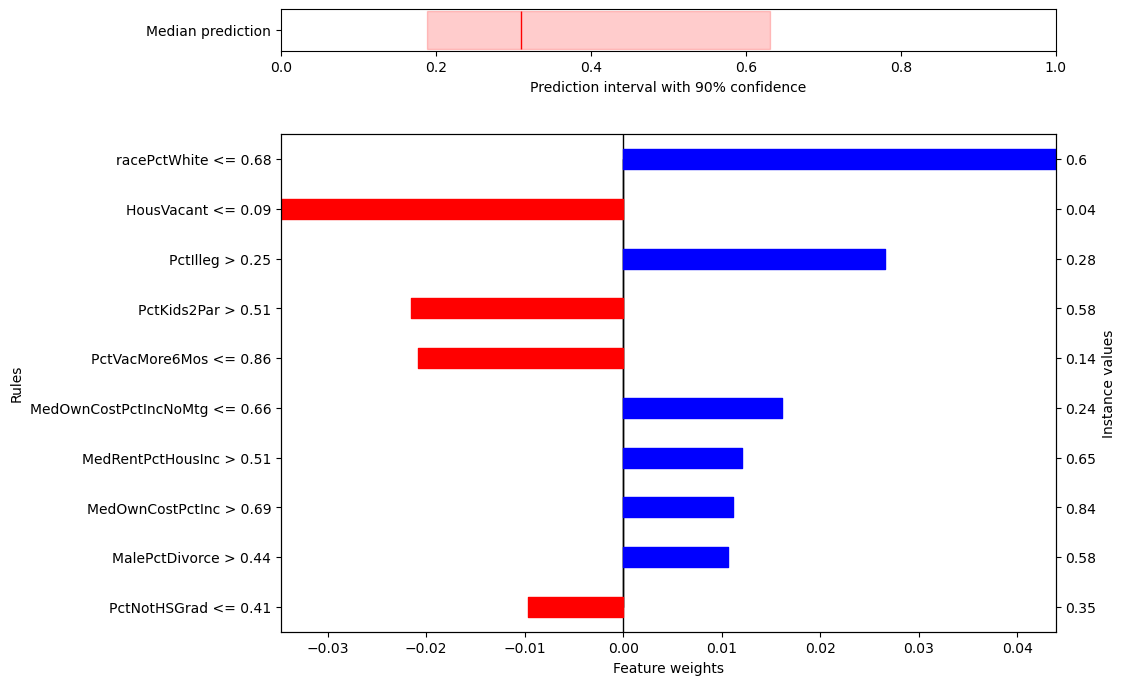 Median prediction
0.0 0.2 0.4 0.6 0.8 1.0
Prediction interval with 90% confidence
Rules
racePctWhite <= 0.68 0.6
HousVacant <= 0.09 0.04
PctIlleg > 0.25 0.28
PctKids2Par > 0.51 0.58
PctVacMore6Mos <= 0.86 0.14
MedOwnCostPctIncNoMtg <= 0.66 0.24
MedRentPctHousInc > 0.51 0.65
MedOwnCostPctInc > 0.69 0.84
MalePctDivorce > 0.44 0.58
PctNotHSGrad <= 0.41 0.35
Instance values
−0.03 −0.02 −0.01 0.00 0.01 0.02 0.03 0.04
Feature weights